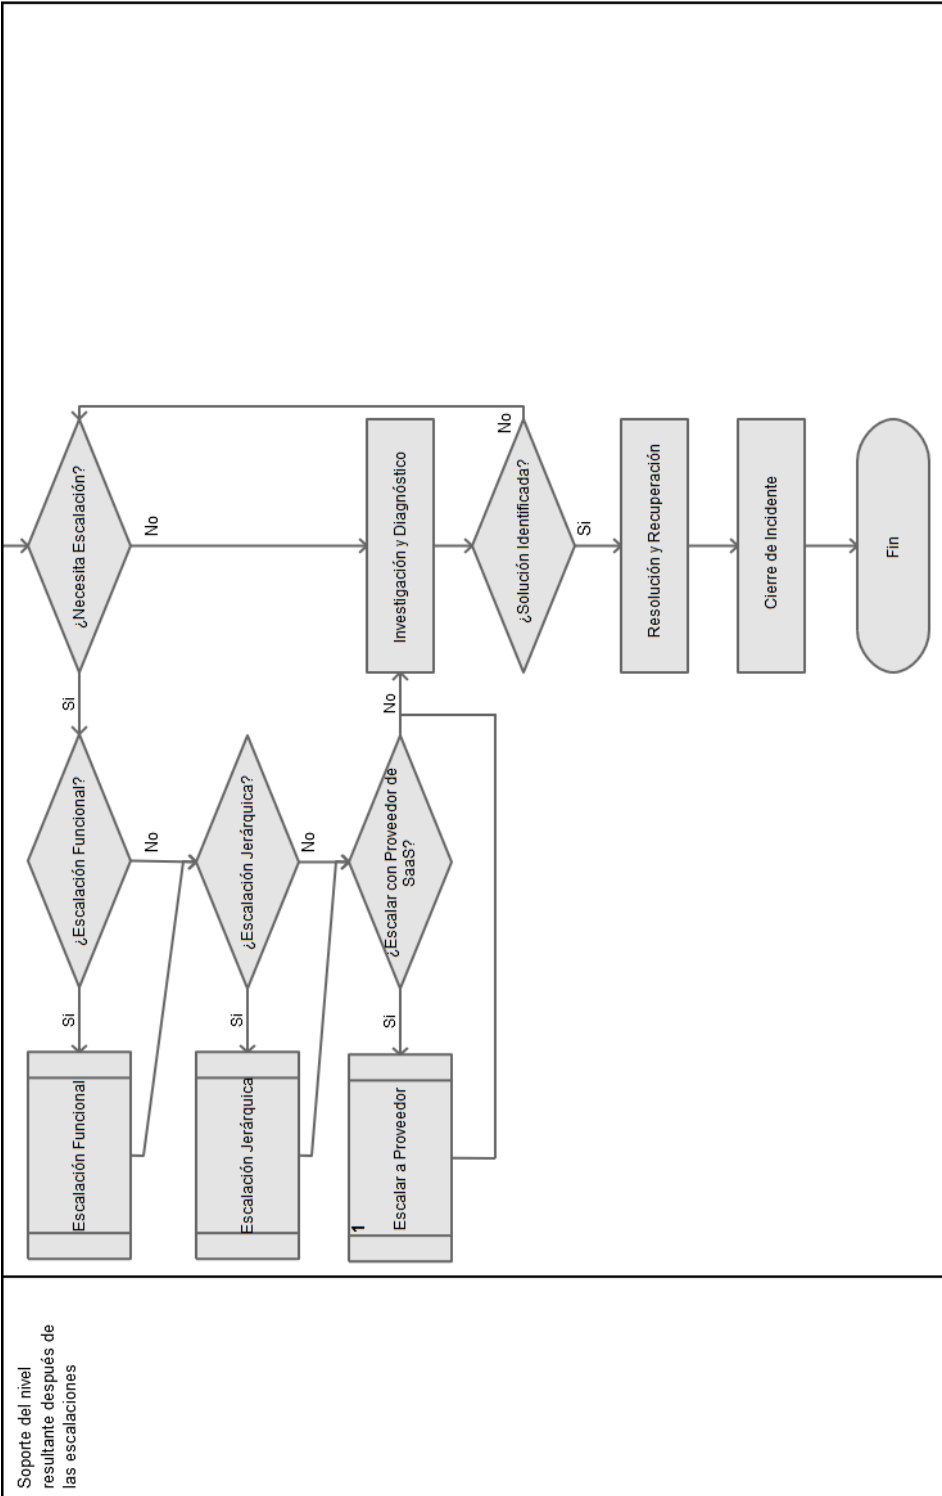 Soporte del nivel
resultante después de
las escalaciones
¿Necesita Escalación?
Si
No
¿Escalación Funcional?
Si
No
Escalación Funcional
¿Escalación Jerárquica?
Si
No
Escalación Jerárquica
¿Escalar con Proveedor de
SaaS?
Si
No
1
Escalar a Proveedor
Investigación y Diagnóstico
¿Solución Identificada?
No
Si
Resolución y Recuperación
Cierre de Incidente
Fin